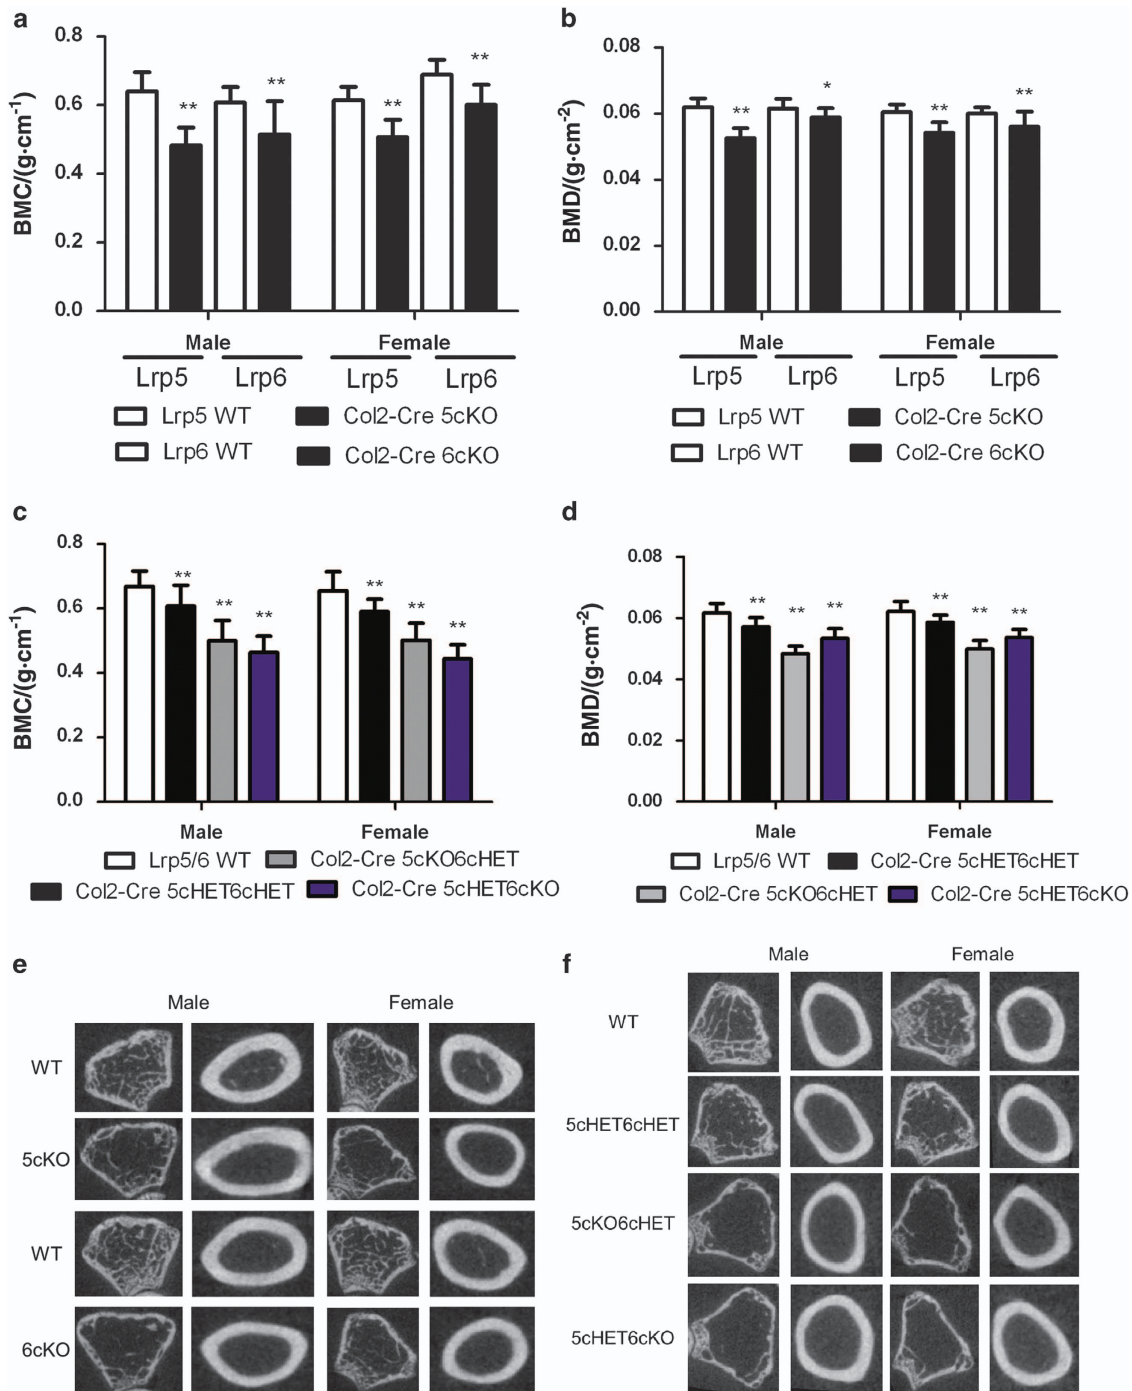 a
0.8
0.6
0.4
0.2
0.0
BMC/(g·cm-1)
** ** ** **
Male Female
Lrp5 Lrp6 Lrp5 Lrp6
Lrp5 WT Col2-Cre 5cKO
Lrp6 WT Col2-Cre 6cKO
b
0.08
0.06
0.04
0.02
0.00
BMD/(g·cm-2)
** * ** **
Male Female
Lrp5 Lrp6 Lrp5 Lrp6
Lrp5 WT Col2-Cre 5cKO
Lrp6 WT Col2-Cre 6cKO
c
0.8
0.6
0.4
0.2
0.0
BMC/(g·cm-1)
** ** ** ** ** **
Male Female
Lrp5/6 WT Col2-Cre 5cKO6cHET
Col2-Cre 5cHET6cHET Col2-Cre 5cHET6cKO
d
0.08
0.06
0.04
0.02
0.00
BMD/(g·cm-2)
** ** ** ** ** **
Male Female
Lrp5/6 WT Col2-Cre 5cHET6cHET
Col2-Cre 5cKO6cHET Col2-Cre 5cHET6cKO
e
Male Female
WT
5cKO
WT
6cKO
f
Male Female
WT
5cHET6cHET
5cKO6cHET
5cHET6cKO